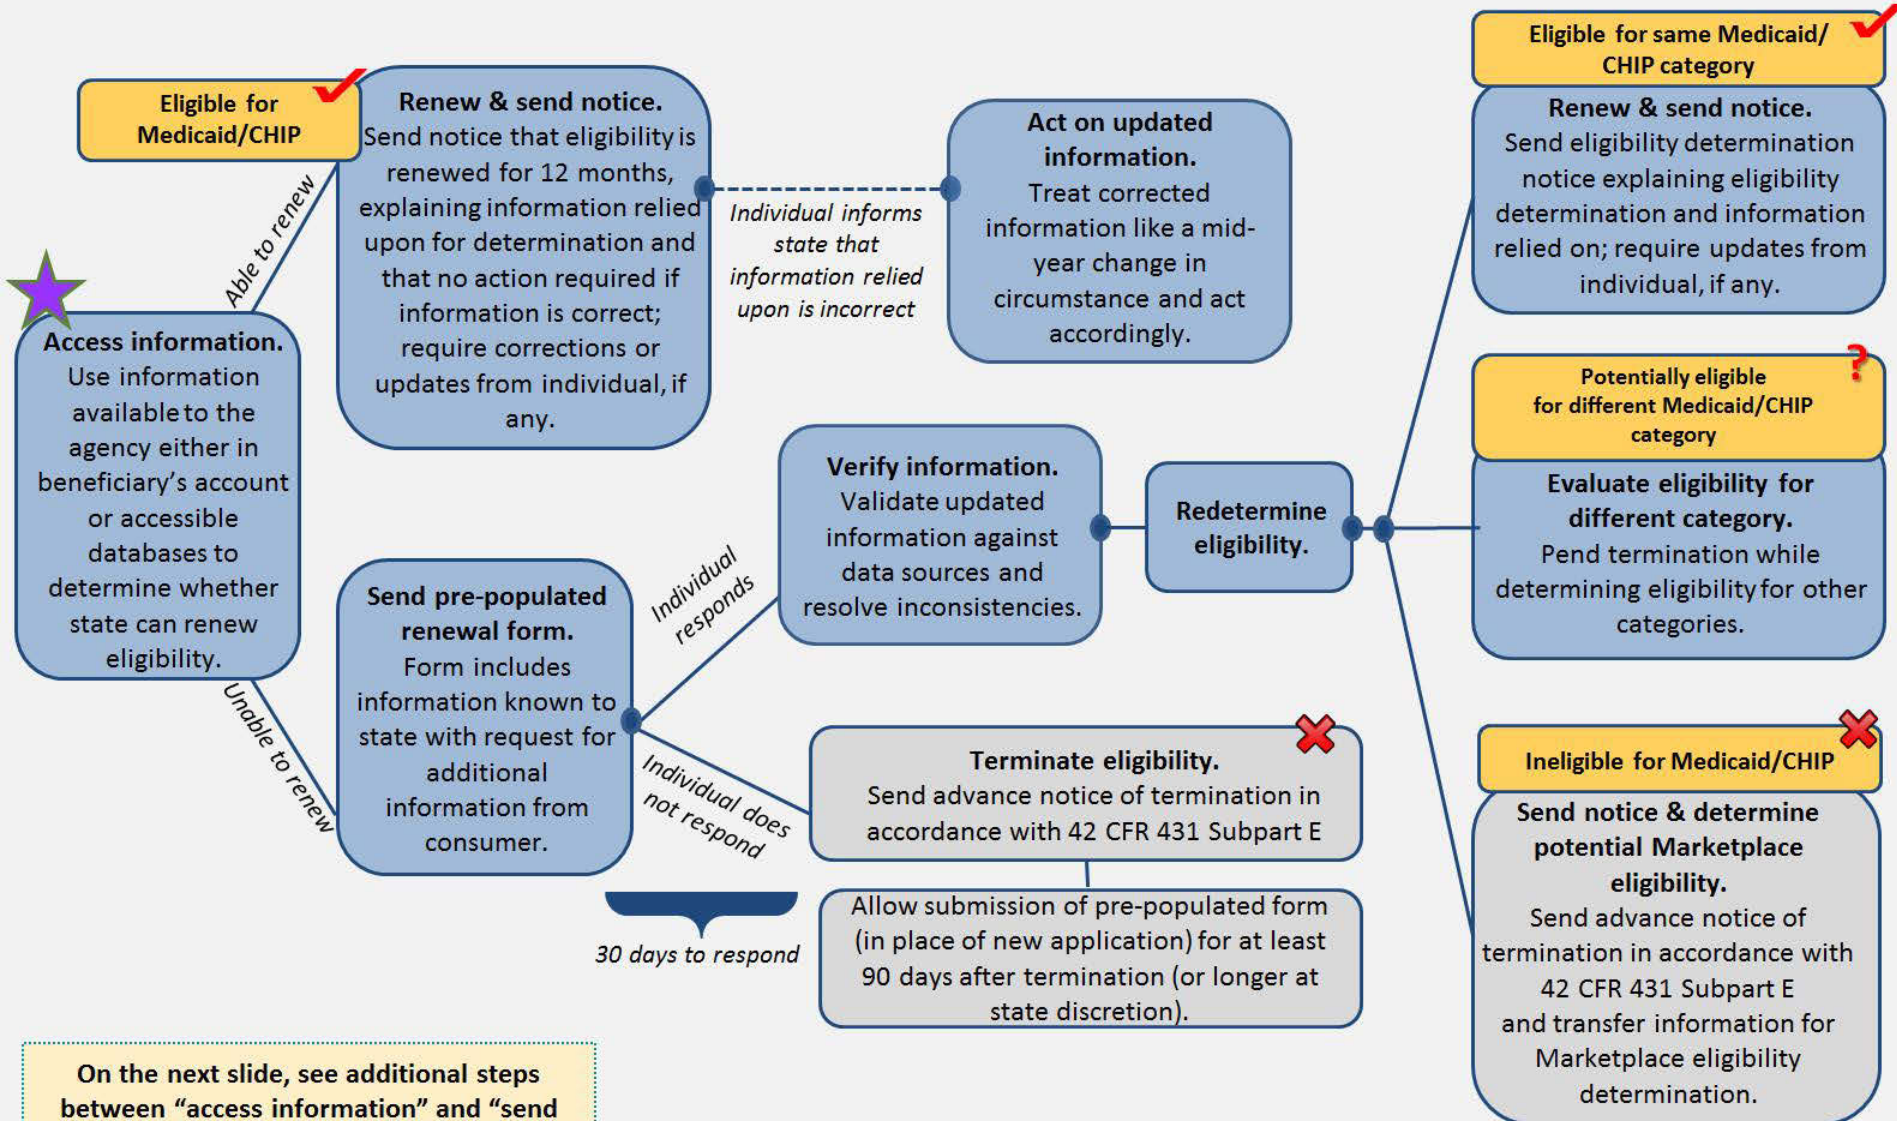 Eligible for
Medicaid/CHIP
Renew & send notice.
Send notice that eligibility is
renewed for 12 months,
explaining information relied
upon for determination and
that no action required if
information is correct;
require corrections or
updates from individual, if
any.
Individual informs
state that
information relied
upon is incorrect
Act on updated
information.
Treat corrected
information like a mid-
year change in
circumstance and act
accordingly.
Able to renew
Access information.
Use information
available to the
agency either in
beneficiary's account
or accessible
databases to
determine whether
state can renew
eligibility.
Unable to renew
Send pre-populated
renewal form.
Form includes
information known to
state with request for
additional
information from
consumer.
Individual
responds
Individual does
not respond
30 days to respond
Verify information.
Validate updated
information against
data sources and
resolve inconsistencies.
Redetermine
eligibility.
Terminate eligibility.
Send advance notice of termination in
accordance with 42 CFR 431 Subpart E
Allow submission of pre-populated form
(in place of new application) for at least
90 days after termination (or longer at
state discretion).
Eligible for same Medicaid/
CHIP category
Renew & send notice.
Send eligibility determination
notice explaining eligibility
determination and information
relied on; require updates from
individual, if any.
?
Potentially eligible
for different Medicaid/CHIP
category
Evaluate eligibility for
different category.
Pend termination while
determining eligibility for other
categories.
Ineligible for Medicaid/CHIP
Send notice & determine
potential Marketplace
eligibility.
Send advance notice of
termination in accordance with
42 CFR 431 Subpart E
and transfer information for
Marketplace eligibility
determination.
On the next slide, see additional steps
between "access information" and "send